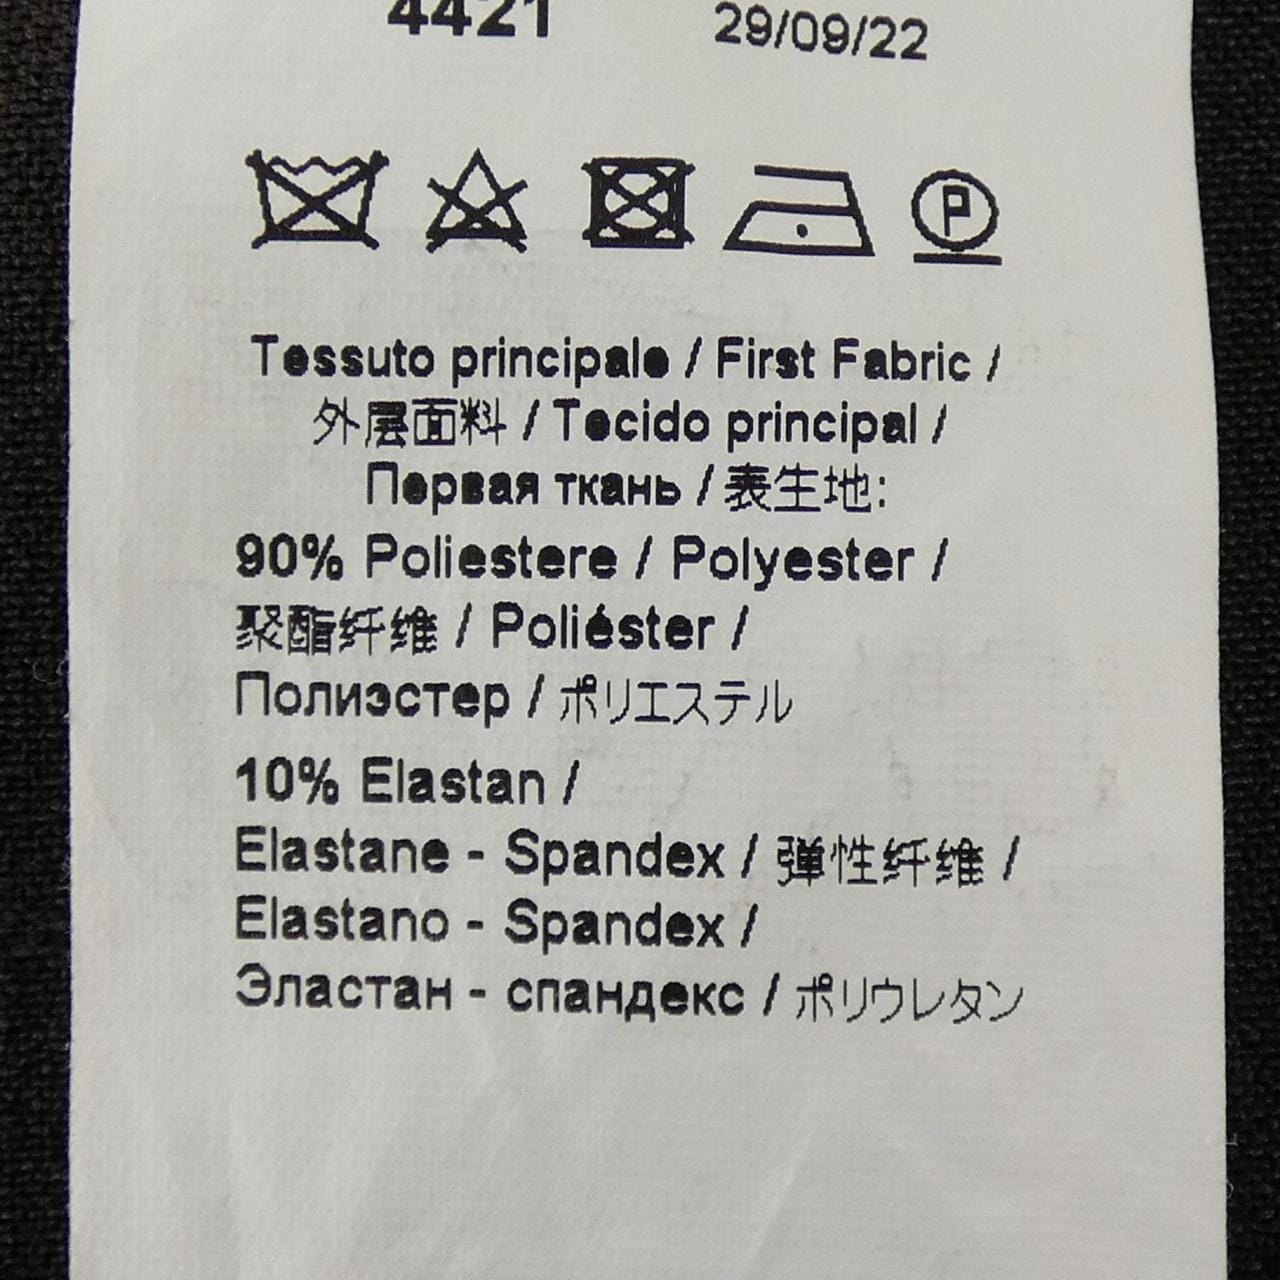 4421 29/09/22
P
Tessuto principale / First Fabric /
外层面料 / Tecido principal /
Первая ткань / 表生地:
90% Poliestere / Polyester /
聚酯纤维 / Poliéster /
Полиэстер / ポリエステル
10% Elastan /
Elastane - Spandex / 弹性纤维 /
Elastano - Spandex /
Эластан - спандекс / ポリウレタン